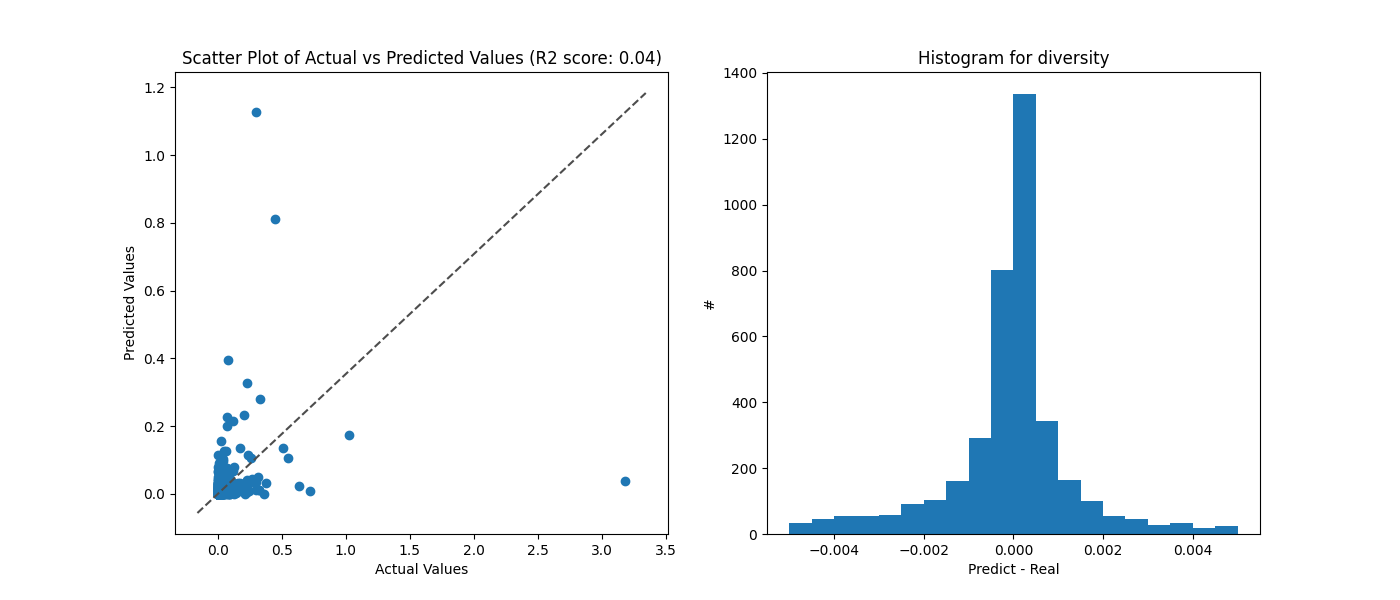 Scatter Plot of Actual vs Predicted Values (R2 score: 0.04)
1.2
1.0
0.8
0.6
0.4
0.2
0.0
Predicted Values
0.0 0.5 1.0 1.5 2.0 2.5 3.0 3.5
Actual Values
Histogram for diversity
1400
1200
1000
800
600
400
200
0
#
−0.004 −0.002 0.000 0.002 0.004
Predict - Real